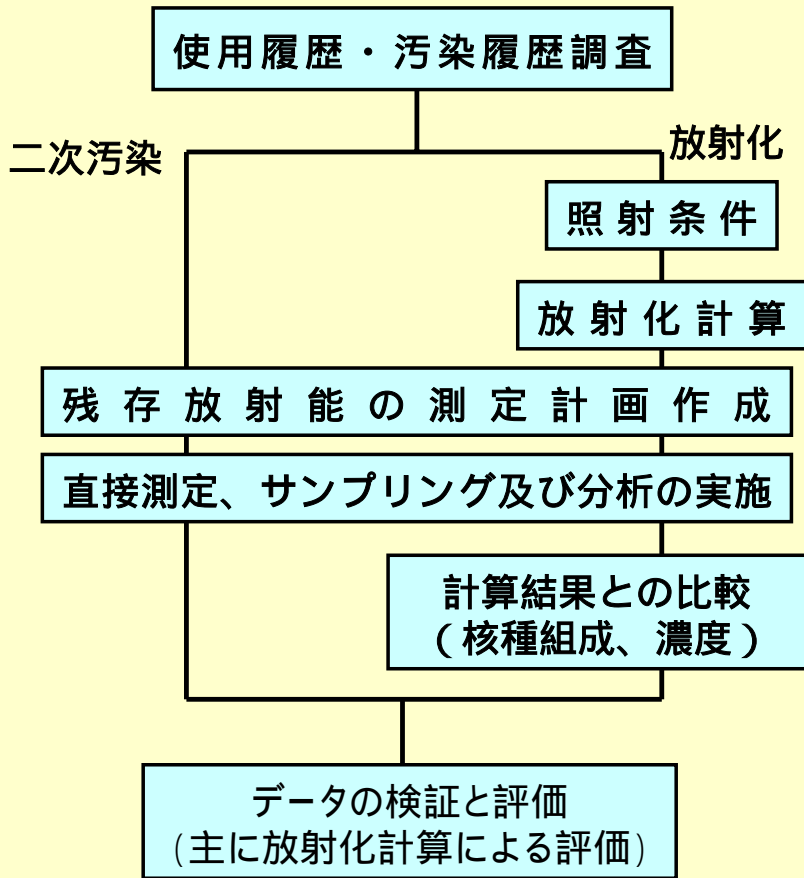 使用履歴・汚染履歴調査
二次汚染
放射化
照射条件
放射化計算
残存放射能の測定計画作成
直接測定、サンプリング及び分析の実施
計算結果との比較
（核種組成、濃度）
データの検証と評価
(主に放射化計算による評価)